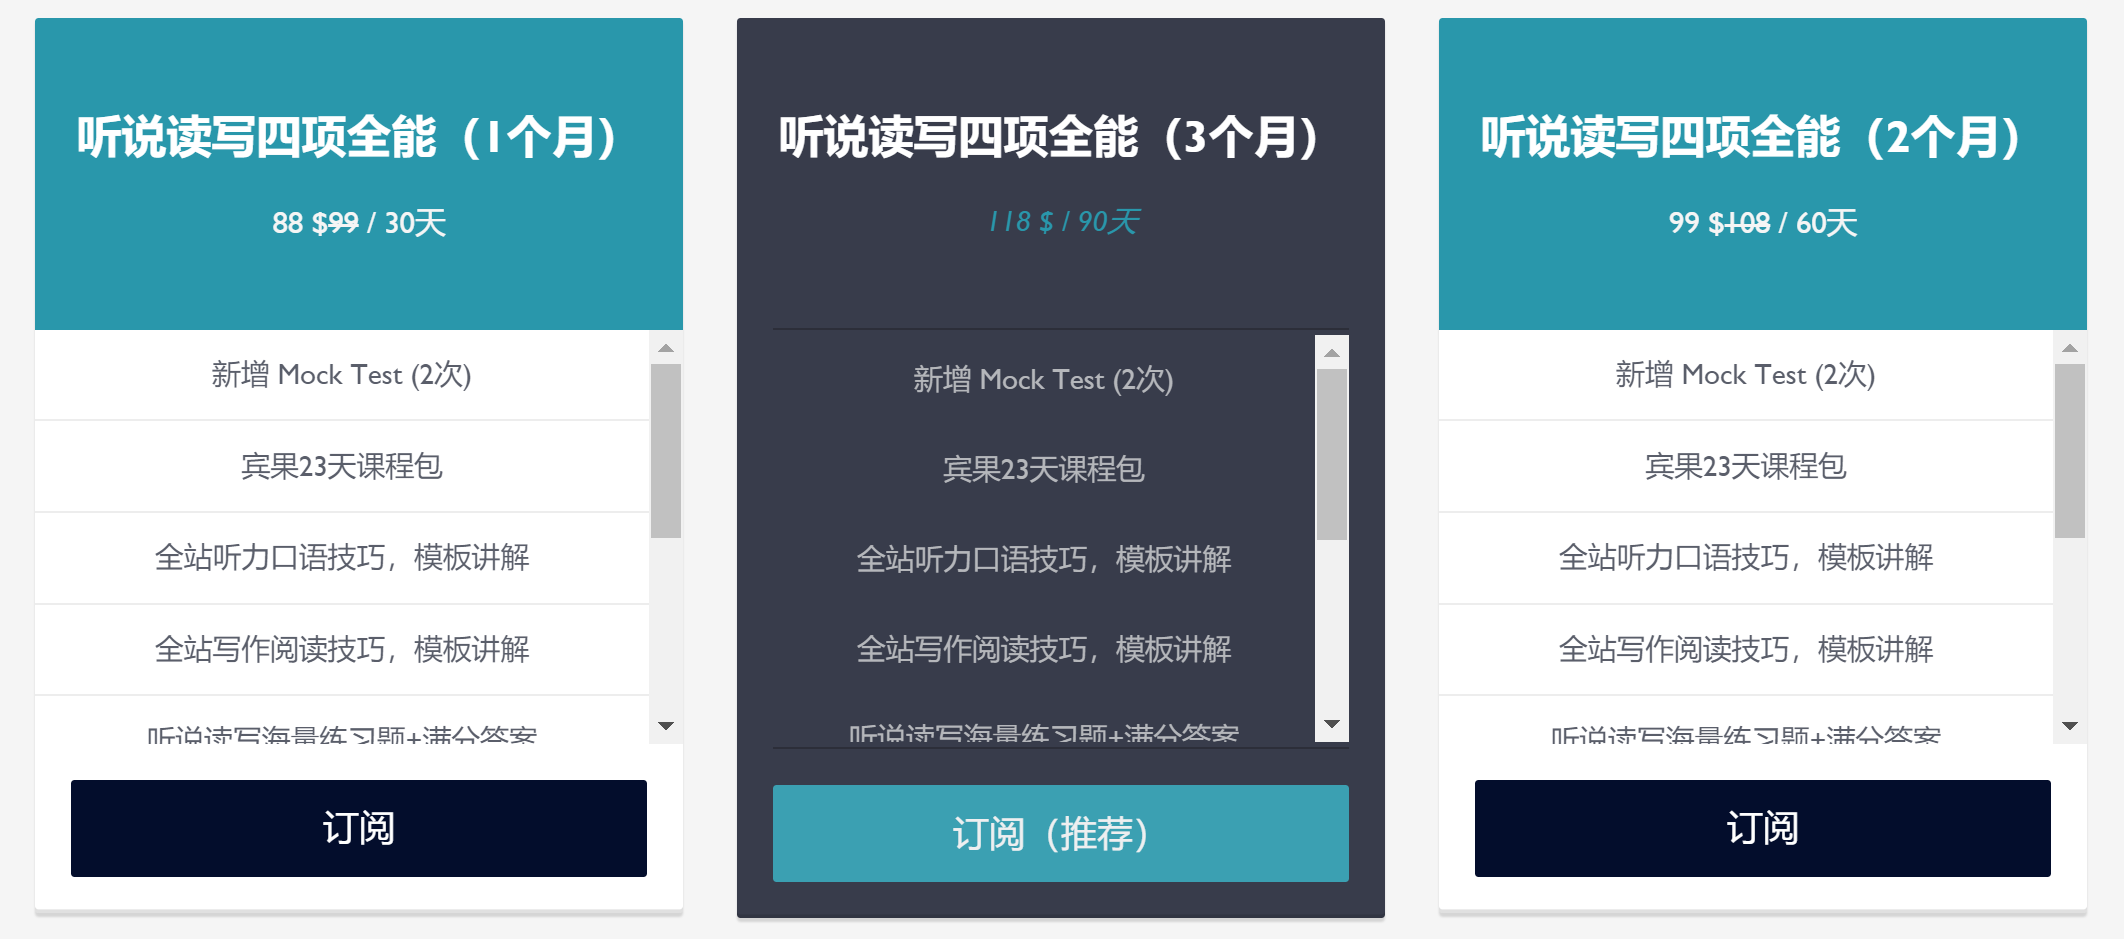 听说读写四项全能（1个月）
88 $99 / 30天
新增 Mock Test (2次)
宾果23天课程包
全站听力口语技巧，模板讲解
全站写作阅读技巧，模板讲解
听说读写海量练习题+满分答案
订阅
听说读写四项全能（3个月）
118 $ / 90天
新增 Mock Test (2次)
宾果23天课程包
全站听力口语技巧，模板讲解
全站写作阅读技巧，模板讲解
听说读写海量练习题+满分答案
订阅（推荐）
听说读写四项全能（2个月）
99 $108 / 60天
新增 Mock Test (2次)
宾果23天课程包
全站听力口语技巧，模板讲解
全站写作阅读技巧，模板讲解
听说读写海量练习题+满分答案
订阅